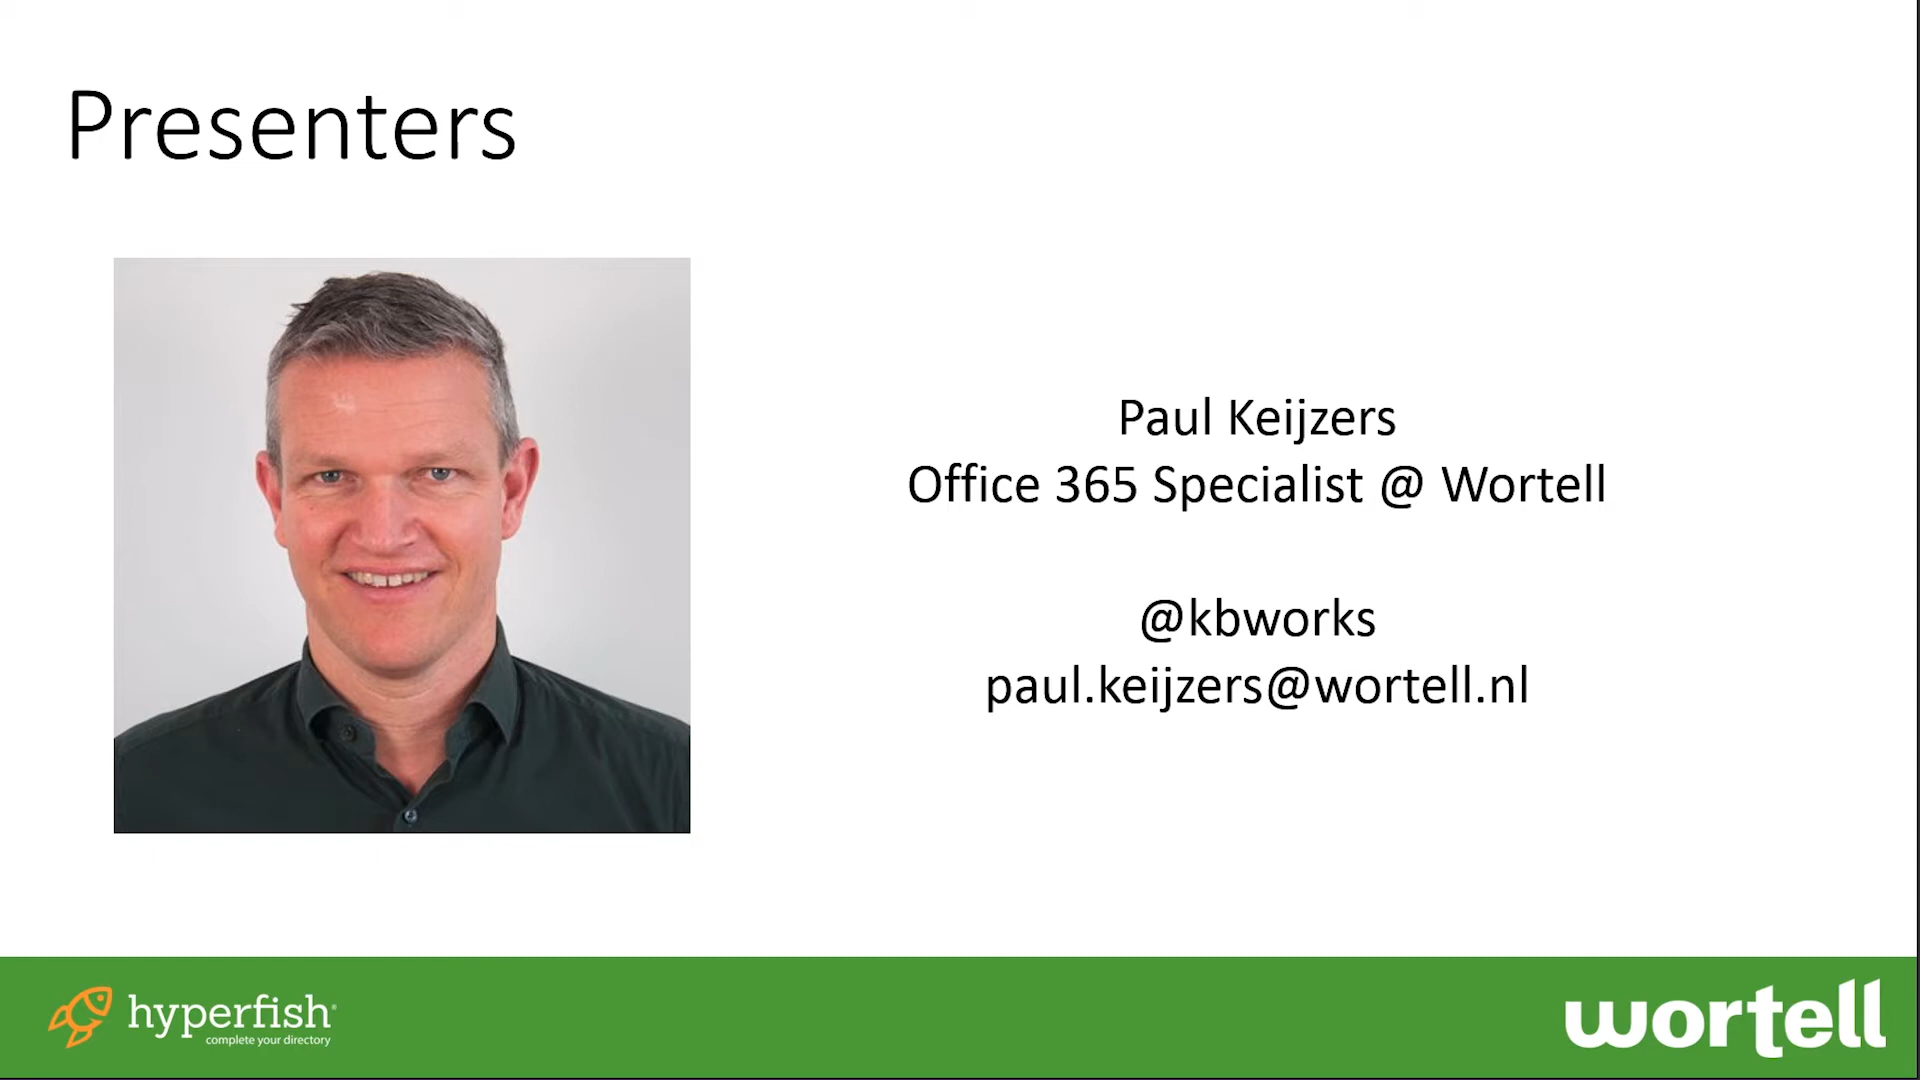 Presenters
Paul Keijzers
Office 365 Specialist @ Wortell
@kbworks
paul.keijzers@wortell.nl
hyperfish®
complete your directory
wortell